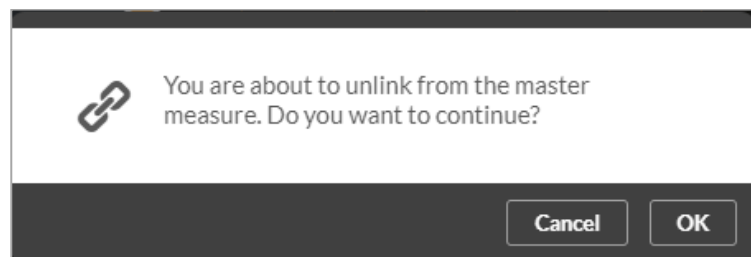 You are about to unlink from the master
measure. Do you want to continue?
Cancel OK